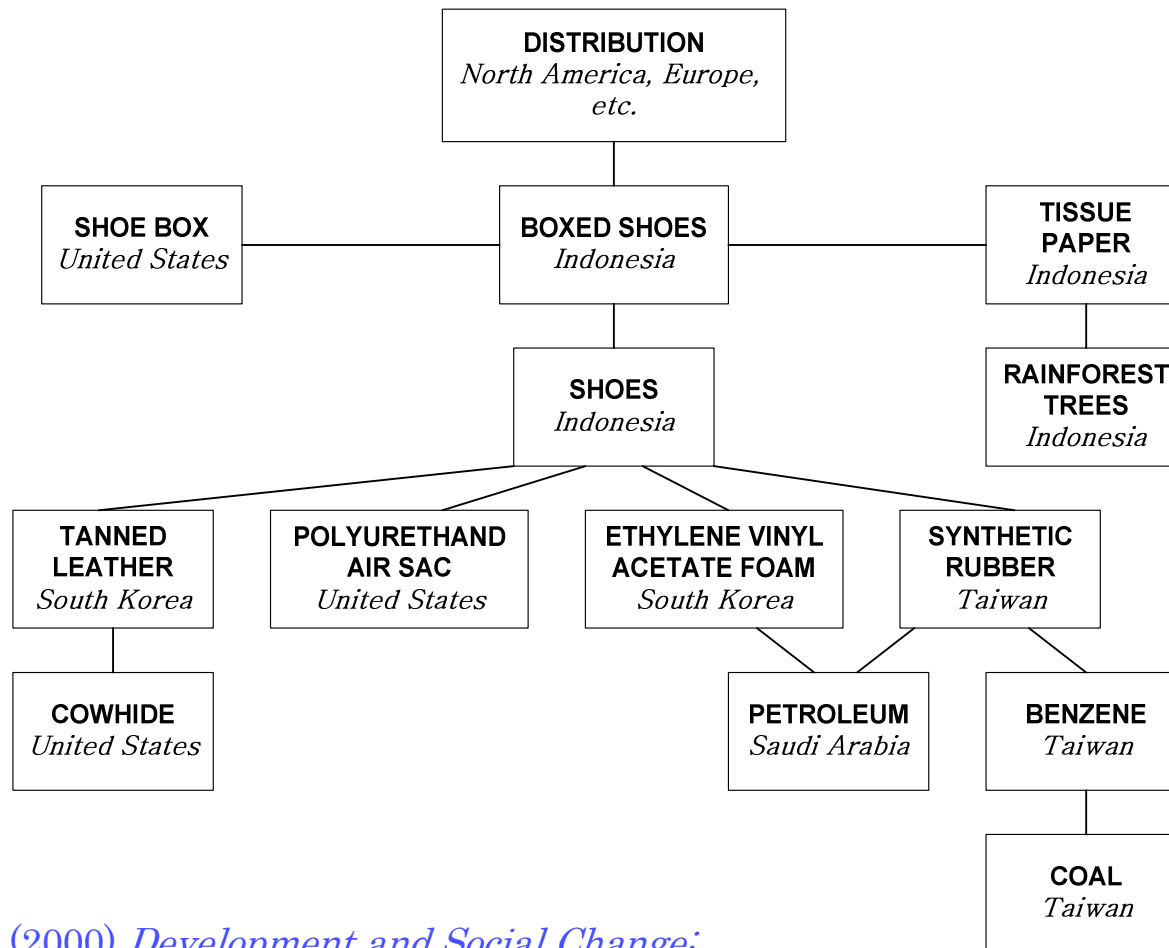 DISTRIBUTION
North America, Europe,
etc.
SHOE BOX
United States
BOXED SHOES
Indonesia
TISSUE
PAPER
Indonesia
SHOES
Indonesia
RAINFOREST
TREES
Indonesia
TANNED
LEATHER
South Korea
POLYURETHAND
AIR SAC
United States
ETHYLENE VINYL
ACETATE FOAM
South Korea
SYNTHETIC
RUBBER
Taiwan
COWHIDE
United States
PETROLEUM
Saudi Arabia
BENZENE
Taiwan
COAL
Taiwan
(2000) Development and Social Change: